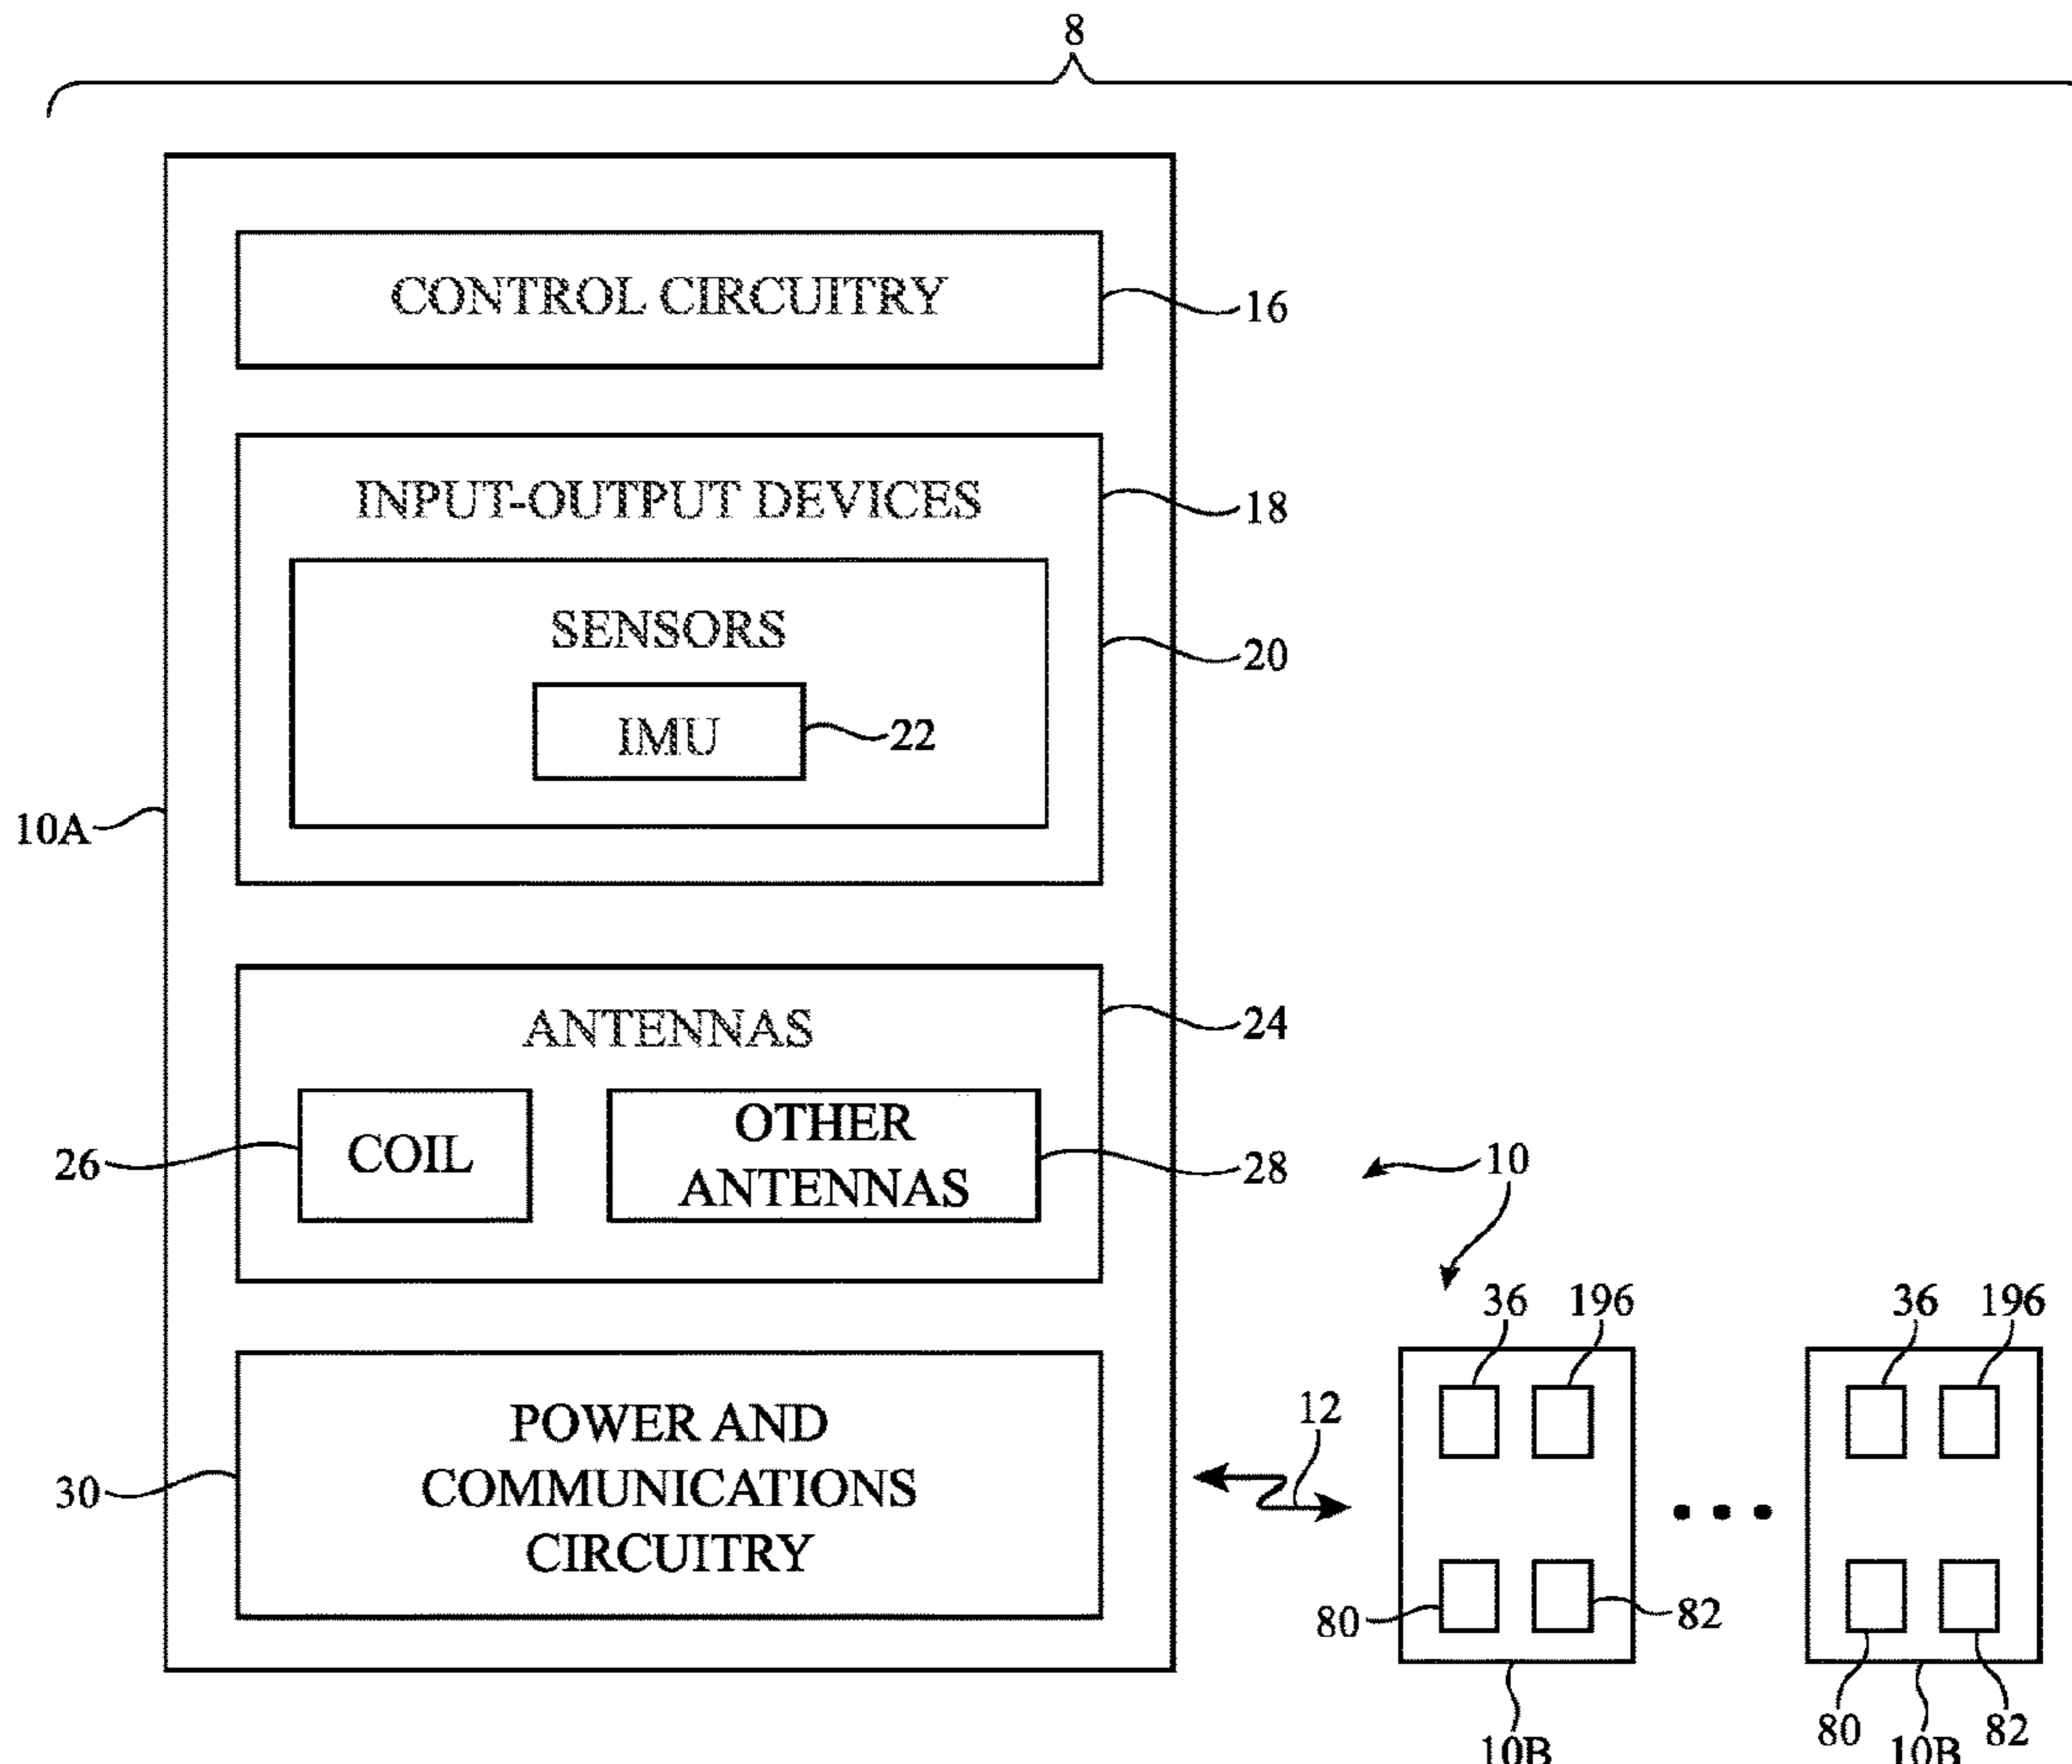 8
CONTROL CIRCUITRY
16
INPUT-OUTPUT DEVICES
18
SENSORS
20
IMU
22
10A
ANTENNAS
24
COIL
OTHER
ANTENNAS
26
28
10
36
196
36
196
POWER AND
COMMUNICATIONS
CIRCUITRY
30
12
80
82
80
82
10B
10B